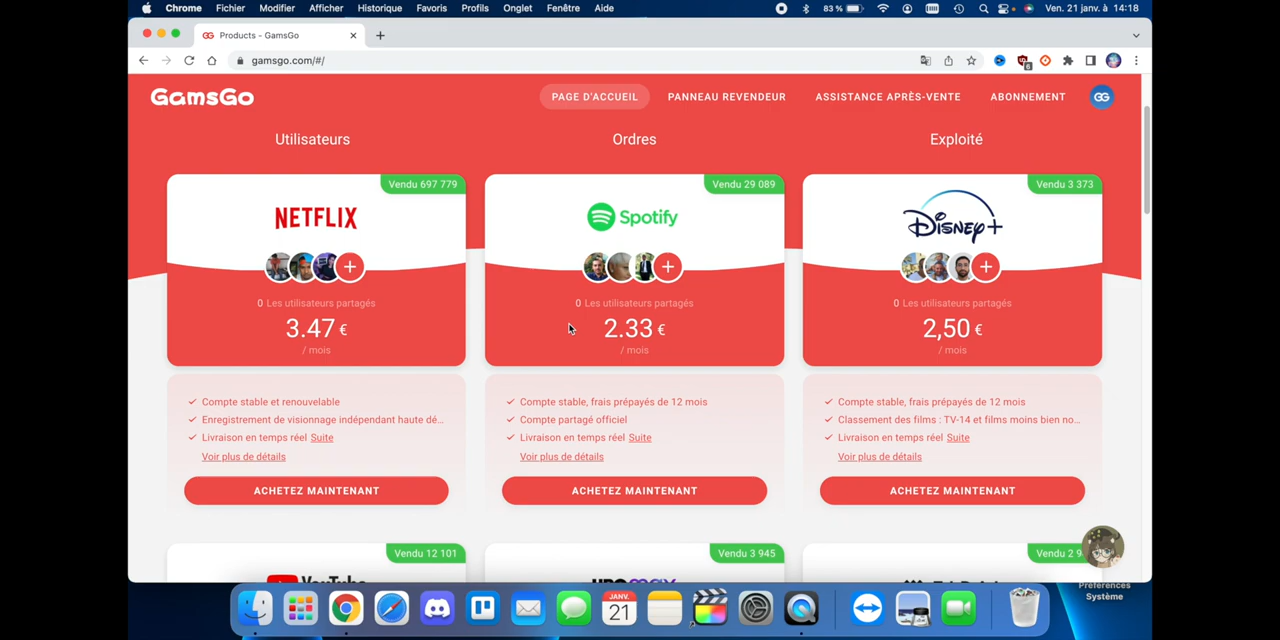 Chrome Fichier Modifier Afficher Historique Favoris Profils Onglet Fenêtre Aide 83 % Ven. 21 janv. à 14:18
Products - GamsGo
gamsgo.com/#/
GamsGo PAGE D'ACCUEIL PANNEAU REVENDEUR ASSISTANCE APRÈS-VENTE ABONNEMENT GG
Utilisateurs Ordres Exploité
Vendu 697 779 Vendu 29 089 Vendu 3 373
NETFLIX Spotify Disney+
0 Les utilisateurs partagés 0 Les utilisateurs partagés 0 Les utilisateurs partagés
3.47 € 2.33 € 2,50 €
/ mois / mois / mois
Compte stable et renouvelable Compte stable, frais prépayés de 12 mois Compte stable, frais prépayés de 12 mois
Enregistrement de visionnage indépendant haute dé... Compte partagé officiel Classement des films : TV-14 et films moins bien no...
Livraison en temps réel Suite Livraison en temps réel Suite Livraison en temps réel Suite
Voir plus de détails Voir plus de détails Voir plus de détails
ACHETEZ MAINTENANT ACHETEZ MAINTENANT ACHETEZ MAINTENANT
Vendu 12 101 Vendu 3 945 Vendu 2 9
YouTube HBO max
Préférences
Système
JANV.
21